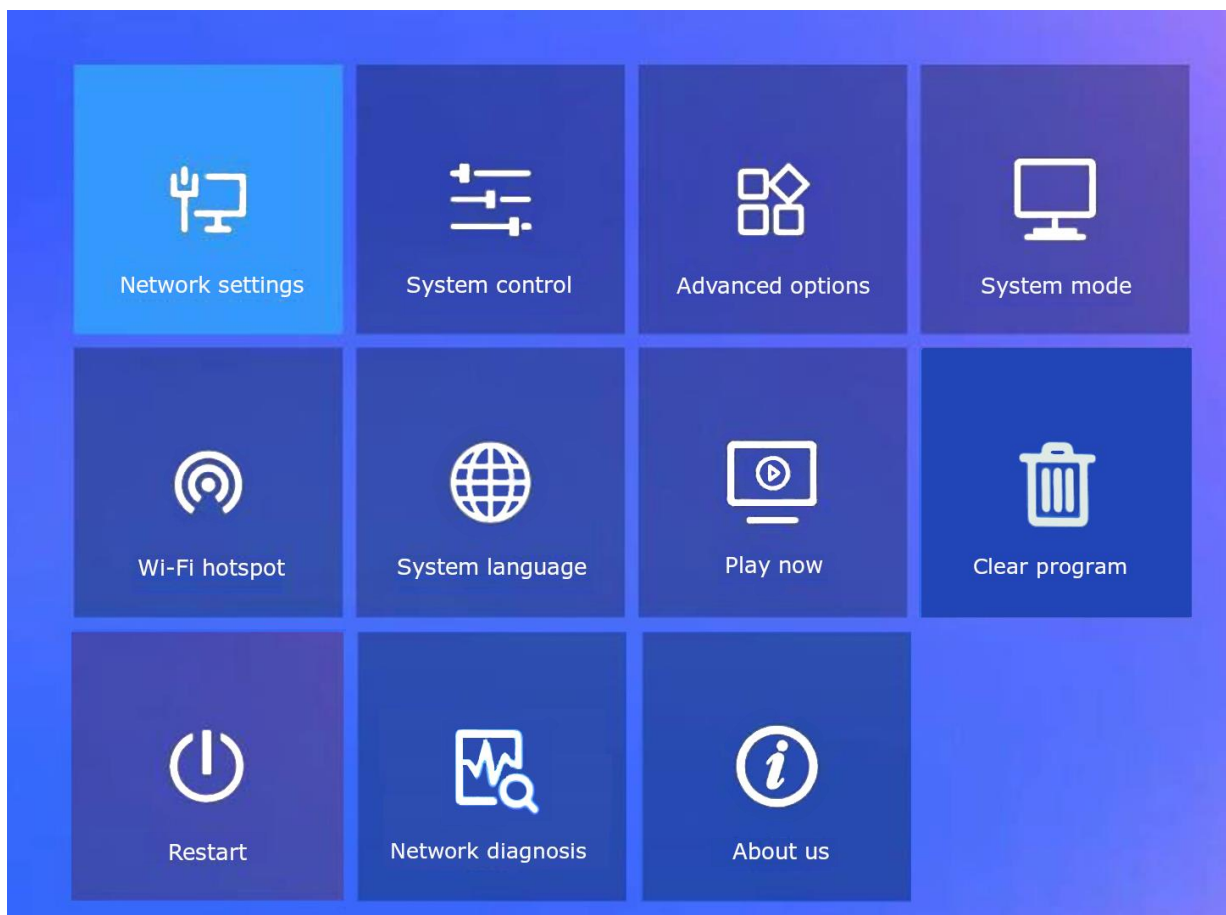 Network settings
System control
Advanced options
System mode
Wi-Fi hotspot
System language
Play now
Clear program
Restart
Network diagnosis
About us